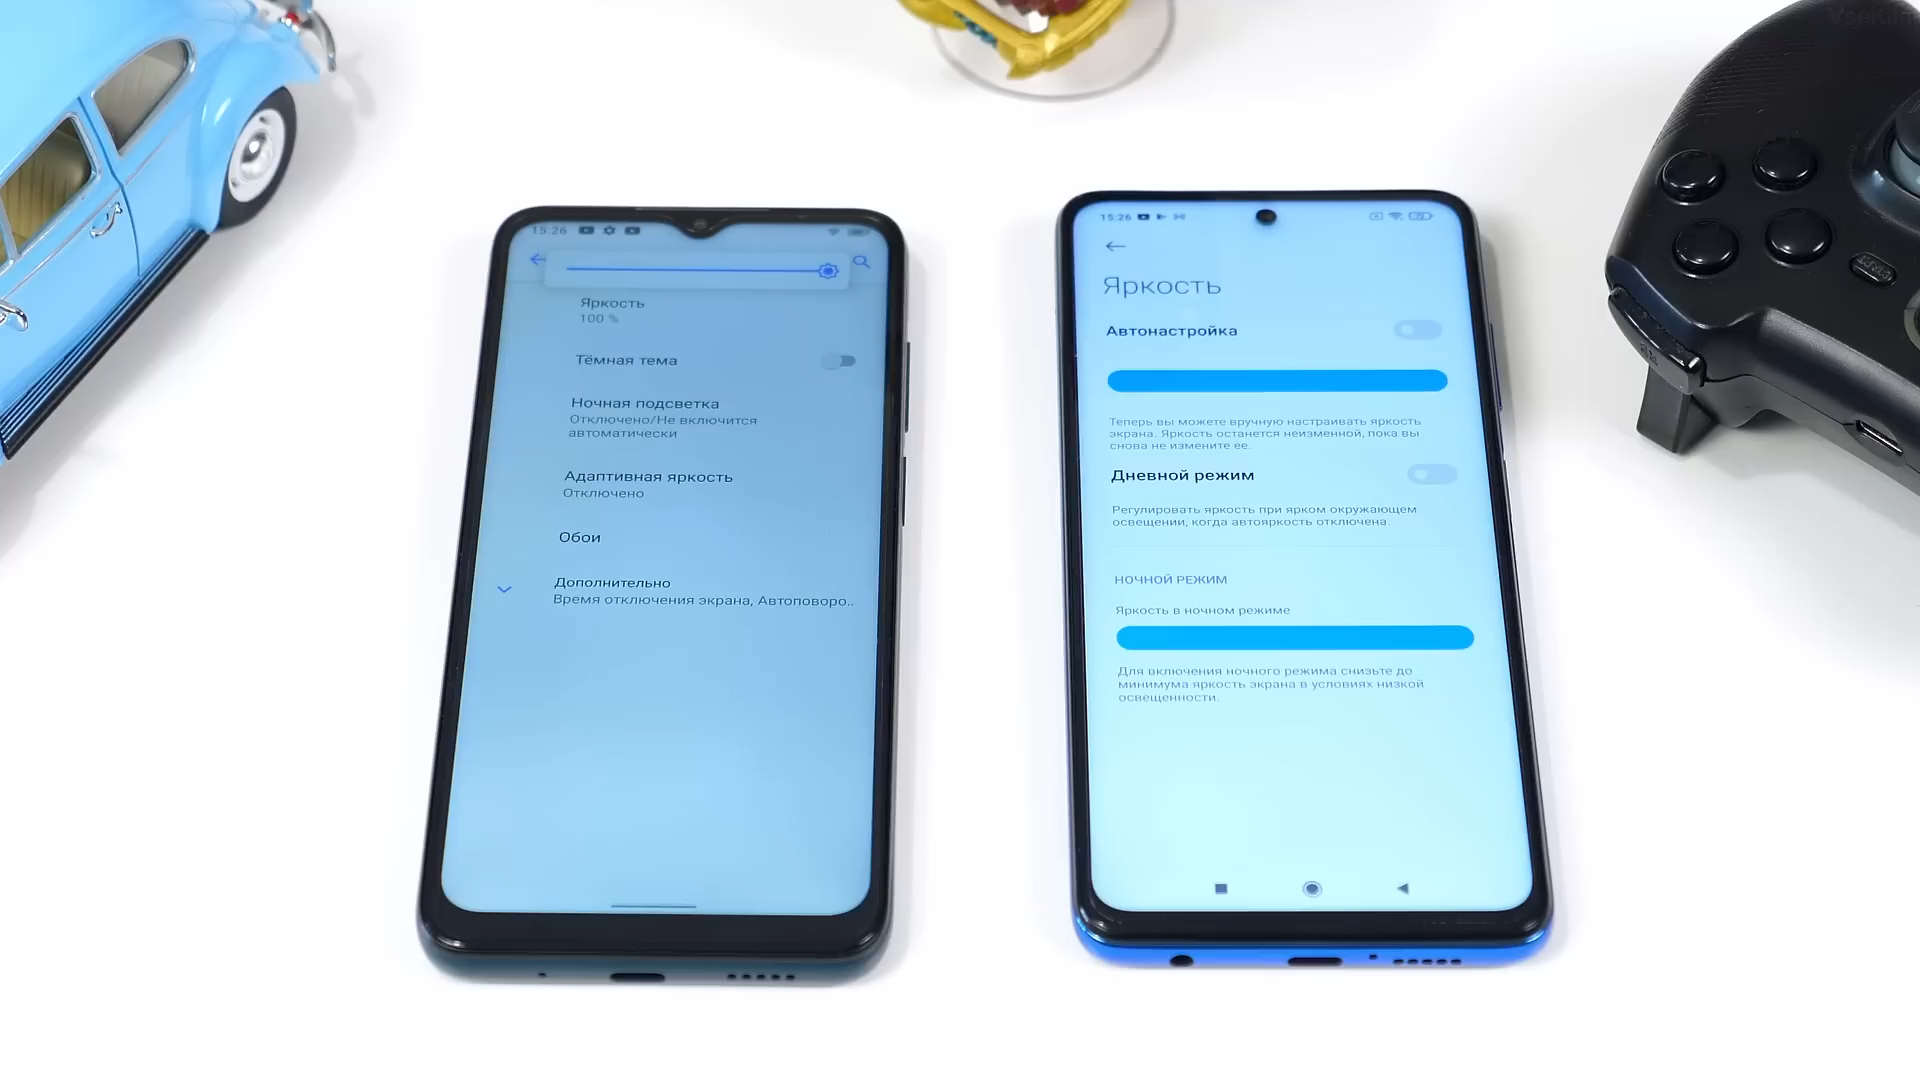 15:26
Яркость
100 %
Тёмная тема
Ночная подсветка
Отключено/Не включится
автоматически
Адаптивная яркость
Отключено
Обои
Дополнительно
Время отключения экрана, Автоповоро..
15:26
Яркость
Автонастройка
Теперь вы можете вручную настраивать яркость
экрана. Яркость останется неизменной, пока вы
снова не измените ее.
Дневной режим
Регулировать яркость при ярком окружающем
освещении, когда автояркость отключена.
НОЧНОЙ РЕЖИМ
Яркость в ночном режиме
Для включения ночного режима снизьте до
минимума яркость экрана в условиях низкой
освещенности.